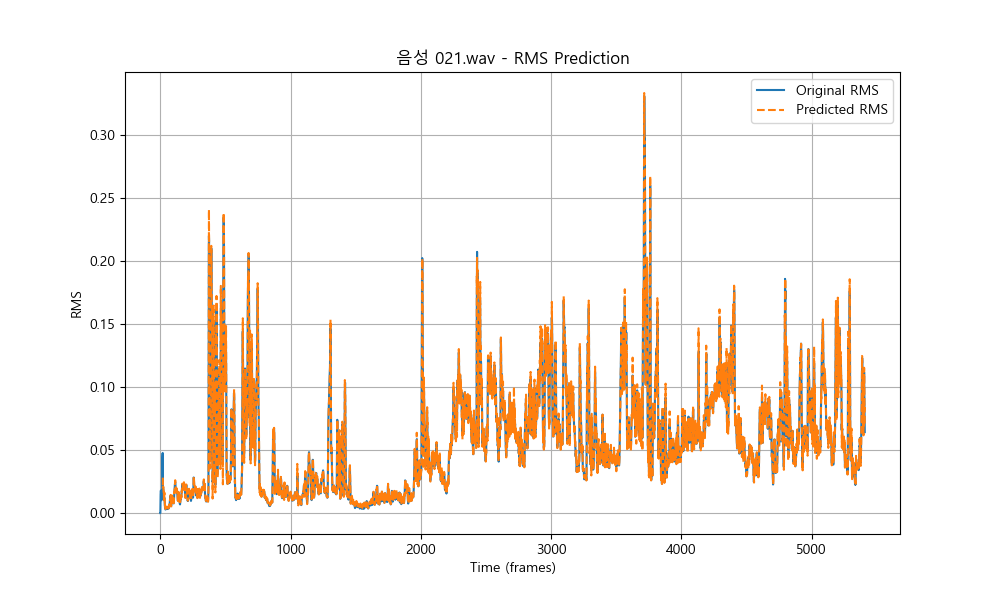 음성 021.wav - RMS Prediction
Original RMS
Predicted RMS
RMS
0.30
0.25
0.20
0.15
0.10
0.05
0.00
0 1000 2000 3000 4000 5000
Time (frames)